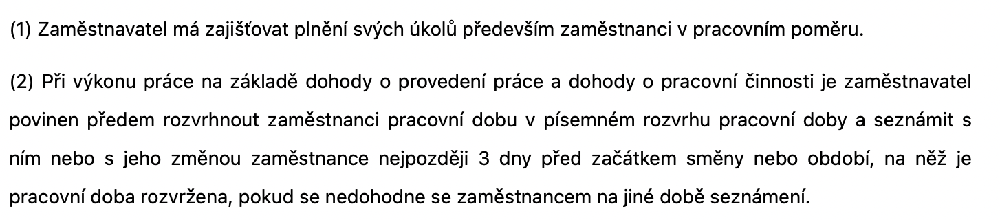 (1) Zaměstnavatel má zajišťovat plnění svých úkolů především zaměstnanci v pracovním poměru.
(2) Při výkonu práce na základě dohody o provedení práce a dohody o pracovní činnosti je zaměstnavatel
povinen předem rozvrhnout zaměstnanci pracovní dobu v písemném rozvrhu pracovní doby a seznámit s
ním nebo s jeho změnou zaměstnance nejpozději 3 dny před začátkem směny nebo období, na něž je
pracovní doba rozvržena, pokud se nedohodne se zaměstnancem na jiné době seznámení.